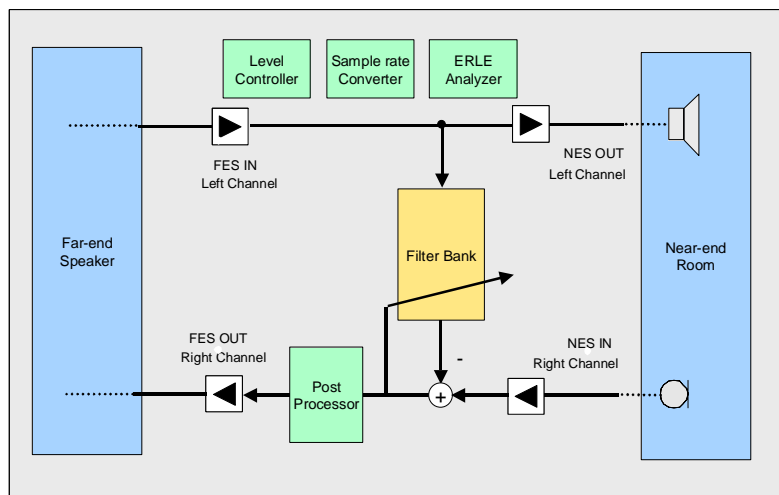 Level
Controller
Sample rate
Converter
ERLE
Analyzer
FES IN
Left Channel
NES OUT
Left Channel
Far-end
Speaker
Filter Bank
Near-end
Room
FES OUT
Right Channel
-
NES IN
Right Channel
Post
Processor
+